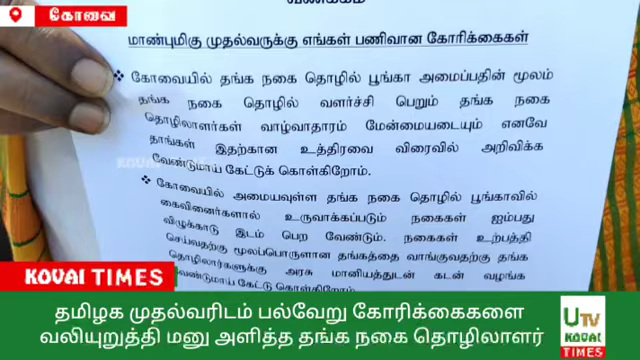 கோவை
வணக்கம்
மாண்புமிகு முதல்வருக்கு எங்கள் பணிவான கோரிக்கைகள்
❖ கோவையில் தங்க நகை தொழில் பூங்கா அமைப்பதின் மூலம்
தங்க நகை தொழில் வளர்ச்சி பெறும் தங்க நகை
தொழிலாளர்கள் வாழ்வாதாரம் மேன்மையடையும் எனவே
தாங்கள் இதற்கான உத்திரவை விரைவில் அறிவிக்க
வேண்டுமாய் கேட்டுக் கொள்கிறோம்.
❖ கோவையில் அமையவுள்ள தங்க நகை தொழில் பூங்காவில்
கைவினைர்களால் உருவாக்கப்படும் நகைகள் ஐம்பது
விழுக்காடு இடம் பெற வேண்டும். நகைகள் உற்பத்தி
செய்வதற்கு மூலப்பொருளான தங்கத்தை வாங்குவதற்கு தங்க
தொழிலாளர்களுக்கு அரசு மானியத்துடன் கடன் வழங்க
வேண்டுமாய் கேட்டு கொள்கிறோம்
KOVAI TIMES
தமிழக முதல்வரிடம் பல்வேறு கோரிக்கைகளை
வலியுறுத்தி மனு அளித்த தங்க நகை தொழிலாளர்
UTV
KOVAI
TIMES